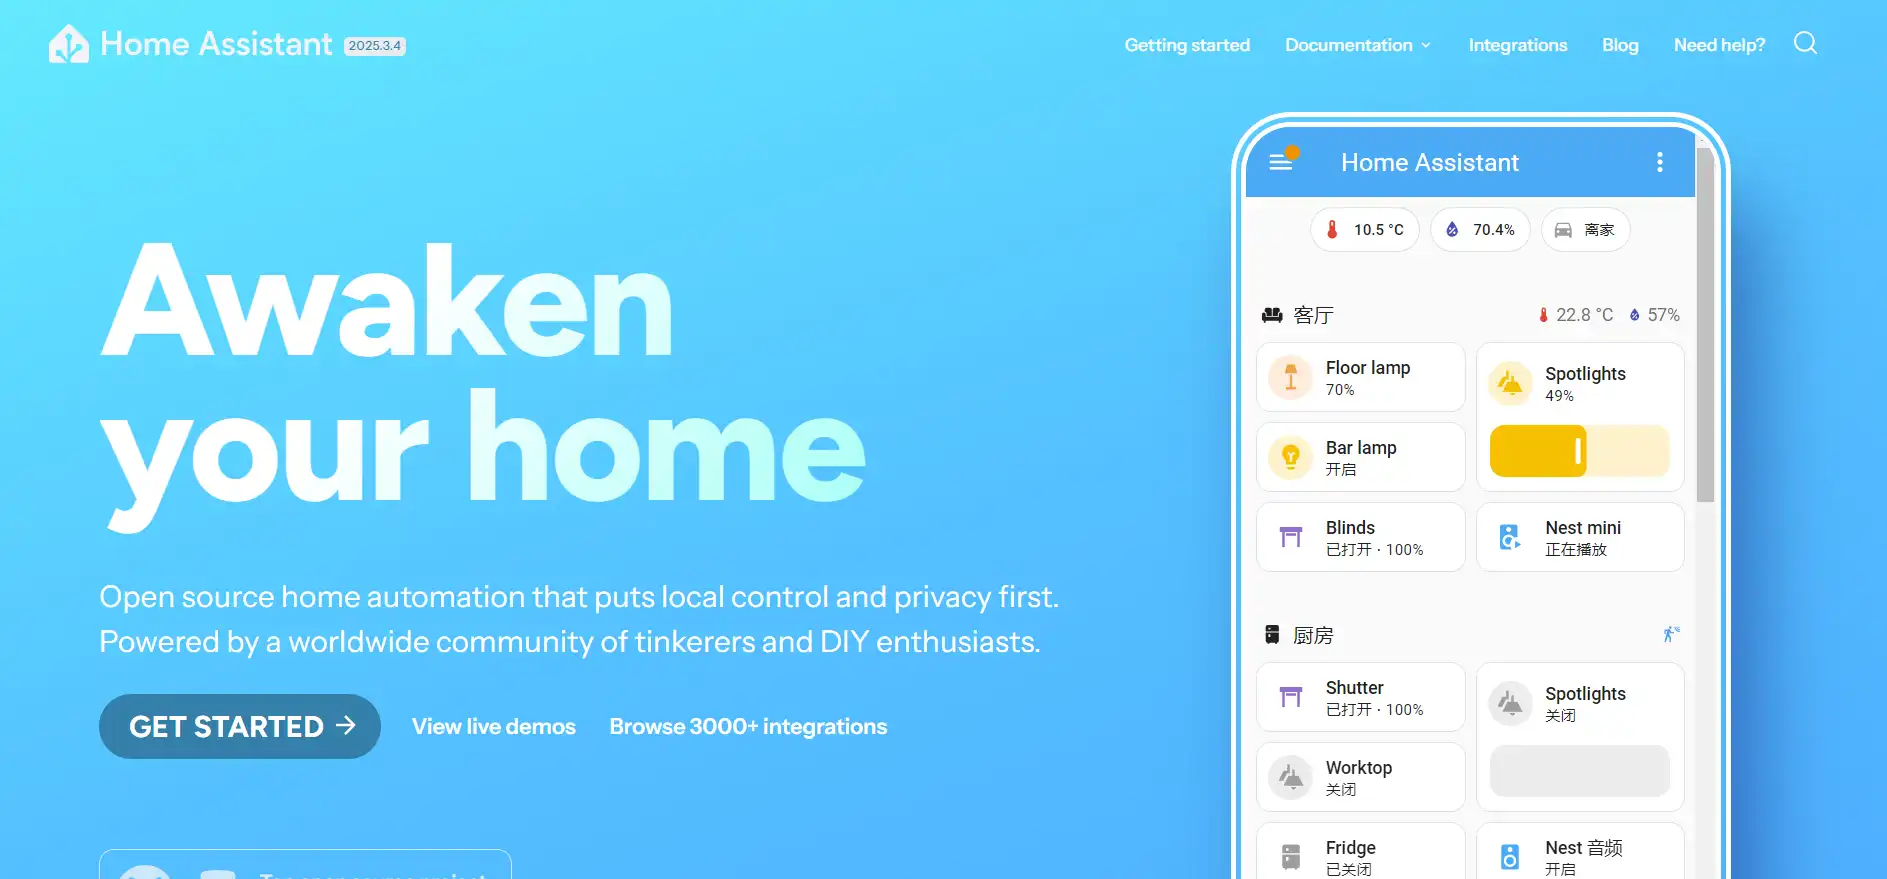 Home Assistant 2025.3.4
Getting started Documentation Integrations Blog Need help?
Awaken
your home
Open source home automation that puts local control and privacy first.
Powered by a worldwide community of tinkerers and DIY enthusiasts.
GET STARTED →
View live demos
Browse 3000+ integrations
Home Assistant
10.5 °C
70.4%
离家
客厅
22.8 °C
57%
Floor lamp
70%
Spotlights
49%
Bar lamp
开启
Blinds
已打开 · 100%
Nest mini
正在播放
厨房
Shutter
已打开 · 100%
Spotlights
关闭
Worktop
关闭
Fridge
已关闭
Nest 音频
开启